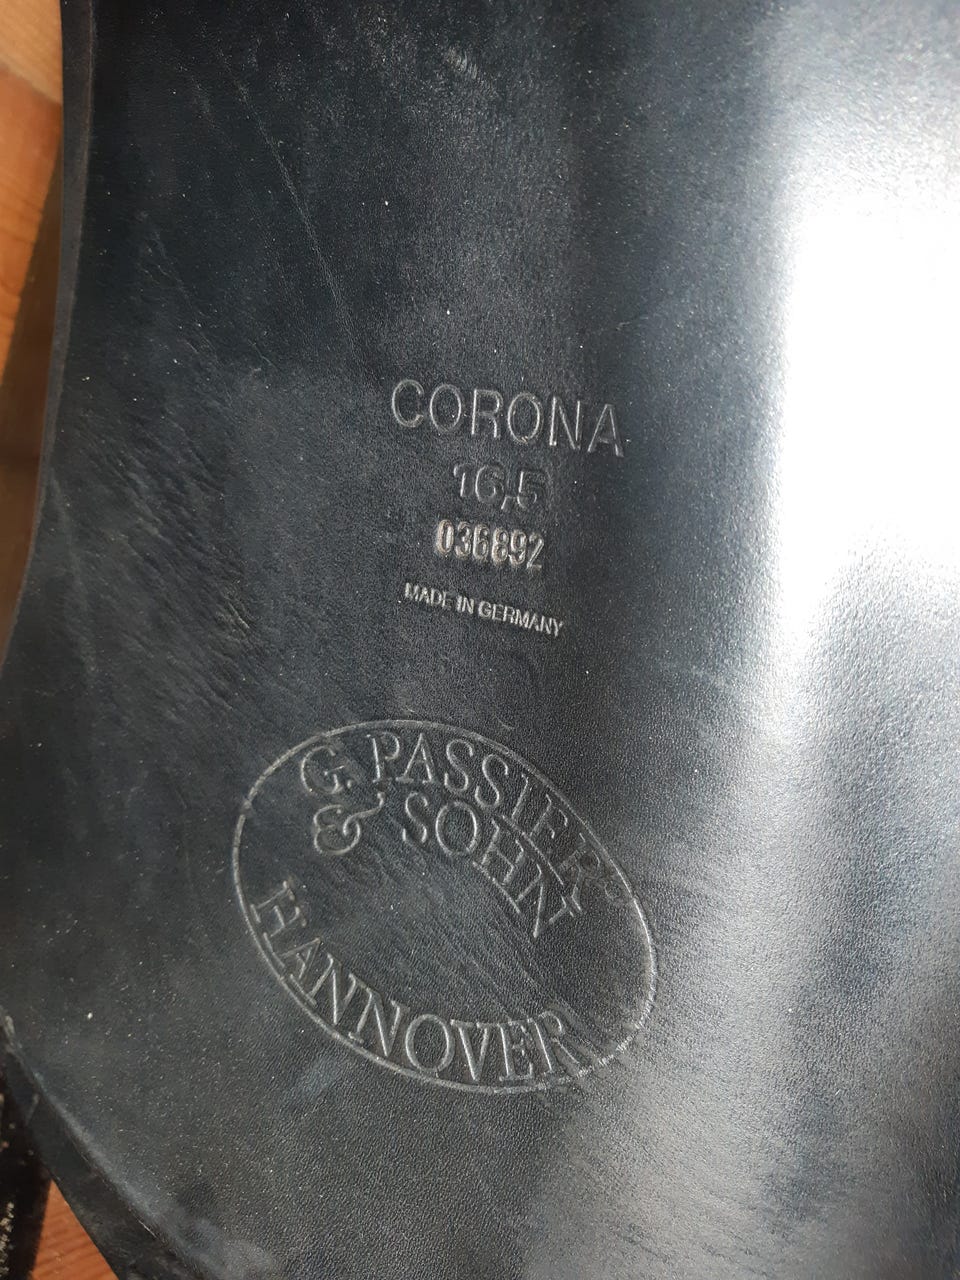 CORONA
16,5
036892
MADE IN GERMANY
G. PASSIER
& SOHN
HANNOVER